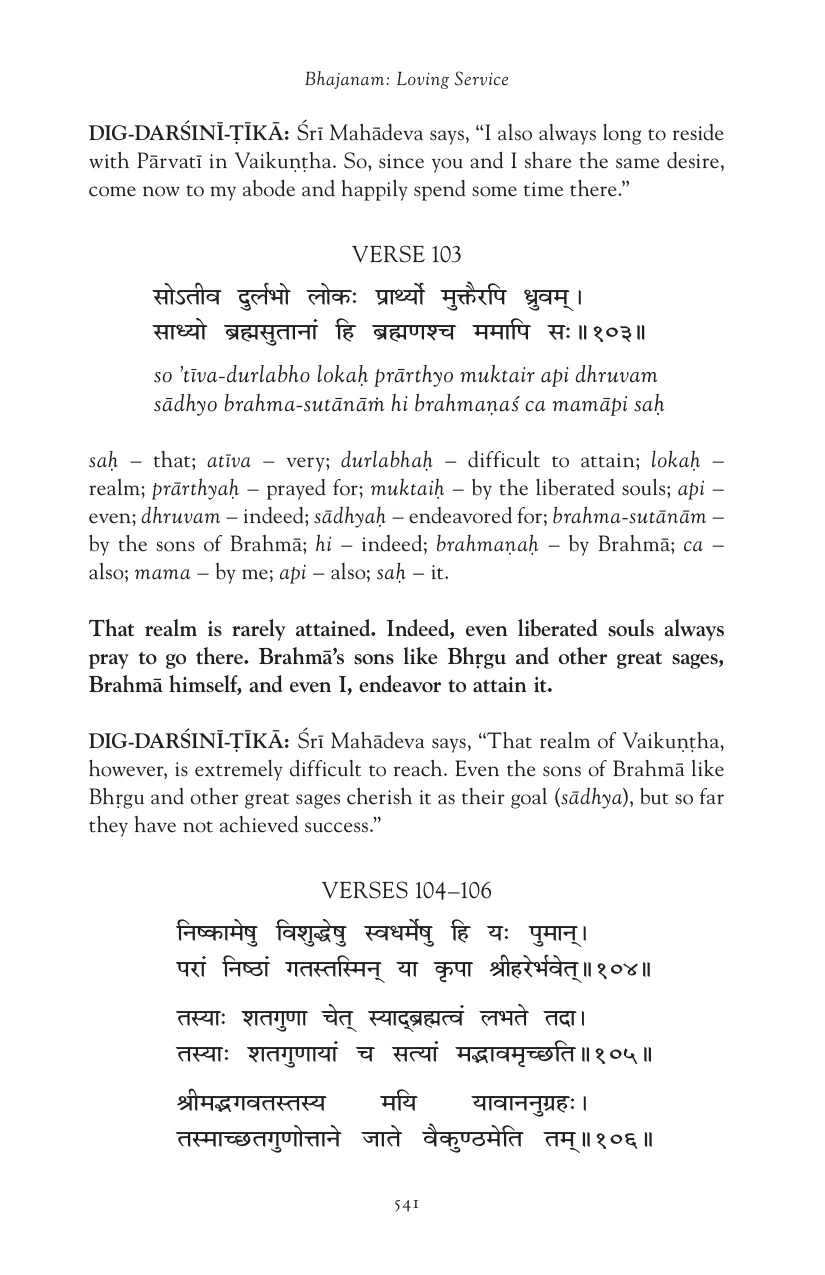 Bhajanam: Loving Service
DIG-DARŚINĪ-ṬĪKĀ: Śrī Mahādeva says, “I also always long to reside
with Pārvatī in Vaikuṇṭha. So, since you and I share the same desire,
come now to my abode and happily spend some time there.”
VERSE 103
सोऽतीव दुर्लभो लोकः प्रार्थ्यो मुक्तैरपि ध्रुवम्।
साध्यो ब्रह्मसुतानां हि ब्रह्मणश्च ममापि सः॥१०३॥
so ’tīva-durlabho lokaḥ prārthyo muktair api dhruvam
sādhyo brahma-sutānāṁ hi brahmaṇaś ca mamāpi saḥ
saḥ – that; atīva – very; durlabhaḥ – difficult to attain; lokaḥ –
realm; prārthyaḥ – prayed for; muktaiḥ – by the liberated souls; api –
even; dhruvam – indeed; sādhyaḥ – endeavored for; brahma-sutānām –
by the sons of Brahmā; hi – indeed; brahmaṇaḥ – by Brahmā; ca –
also; mama – by me; api – also; saḥ – it.
That realm is rarely attained. Indeed, even liberated souls always
pray to go there. Brahmā’s sons like Bhṛgu and other great sages,
Brahmā himself, and even I, endeavor to attain it.
DIG-DARŚINĪ-ṬĪKĀ: Śrī Mahādeva says, “That realm of Vaikuṇṭha,
however, is extremely difficult to reach. Even the sons of Brahmā like
Bhṛgu and other great sages cherish it as their goal (sādhya), but so far
they have not achieved success.”
VERSES 104–106
निष्कामेषु विशुद्धेषु स्वधर्मेषु हि यः पुमान्।
परां निष्ठां गतस्तस्मिन् या कृपा श्रीहरेर्भवेत्॥१०४॥
तस्याः शतगुणा चेत् स्याद्ब्रह्मत्वं लभते तदा।
तस्याः शतगुणायां च सत्यां मद्भावमृच्छति॥१०५॥
श्रीमद्भगवतस्तस्य मयि यावाननुग्रहः।
तस्माच्छतगुणोत्ताने जाते वैकुण्ठमेति तम्॥१०६॥
541